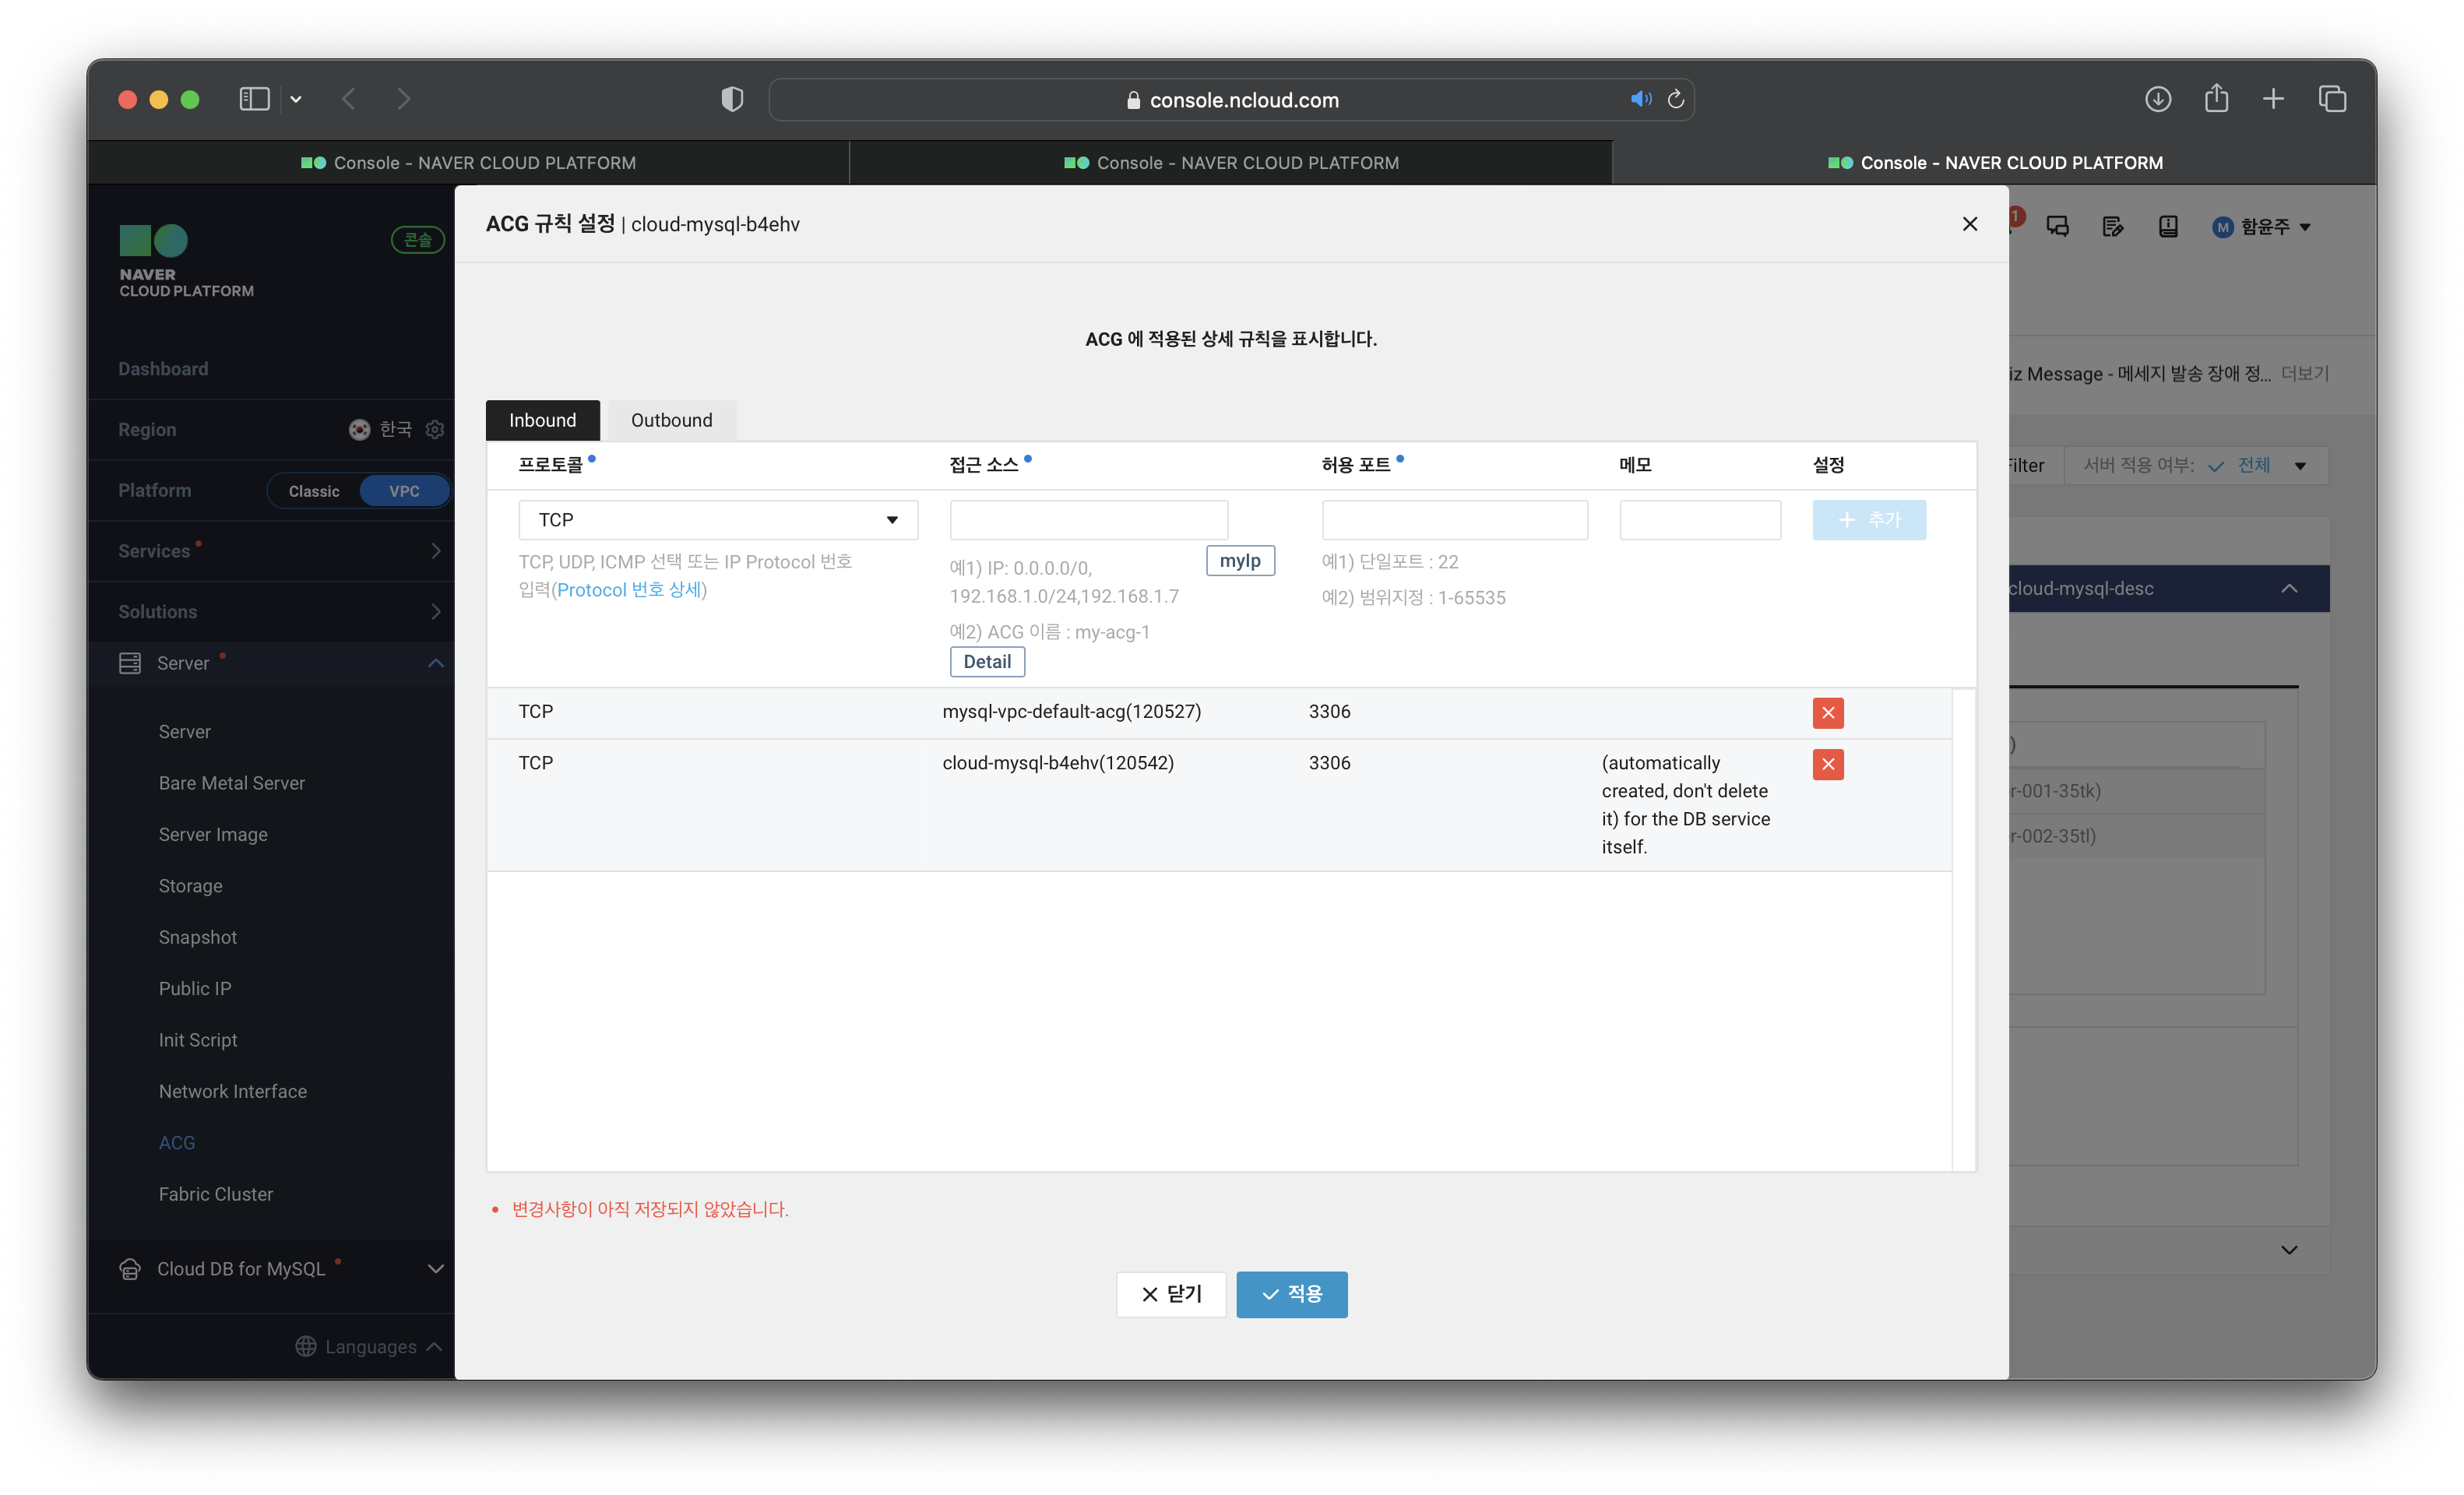 console.ncloud.com
Console - NAVER CLOUD PLATFORM
Console - NAVER CLOUD PLATFORM
Console - NAVER CLOUD PLATFORM
NAVER
CLOUD PLATFORM
콘솔
Dashboard
Region 한국
Platform Classic VPC
Services
Solutions
Server
Server
Bare Metal Server
Server Image
Storage
Snapshot
Public IP
Init Script
Network Interface
ACG
Fabric Cluster
Cloud DB for MySQL
Languages
ACG 규칙 설정 | cloud-mysql-b4ehv
ACG 에 적용된 상세 규칙을 표시합니다.
Inbound Outbound
프로토콜 접근 소스 허용 포트 메모 설정
TCP
+ 추가
TCP, UDP, ICMP 선택 또는 IP Protocol 번호
입력(Protocol 번호 상세)
예1) IP: 0.0.0.0/0,
192.168.1.0/24,192.168.1.7
myIp
예2) ACG 이름 : my-acg-1
Detail
예1) 단일포트 : 22
예2) 범위지정 : 1-65535
TCP mysql-vpc-default-acg(120527) 3306
TCP cloud-mysql-b4ehv(120542) 3306
(automatically
created, don't delete
it) for the DB service
itself.
변경사항이 아직 저장되지 않았습니다.
닫기 적용
1
M 함윤주
iz Message - 메세지 발송 장애 정... 더보기
Filter 서버 적용 여부: 전체
cloud-mysql-desc
)
r-001-35tk)
r-002-35tl)